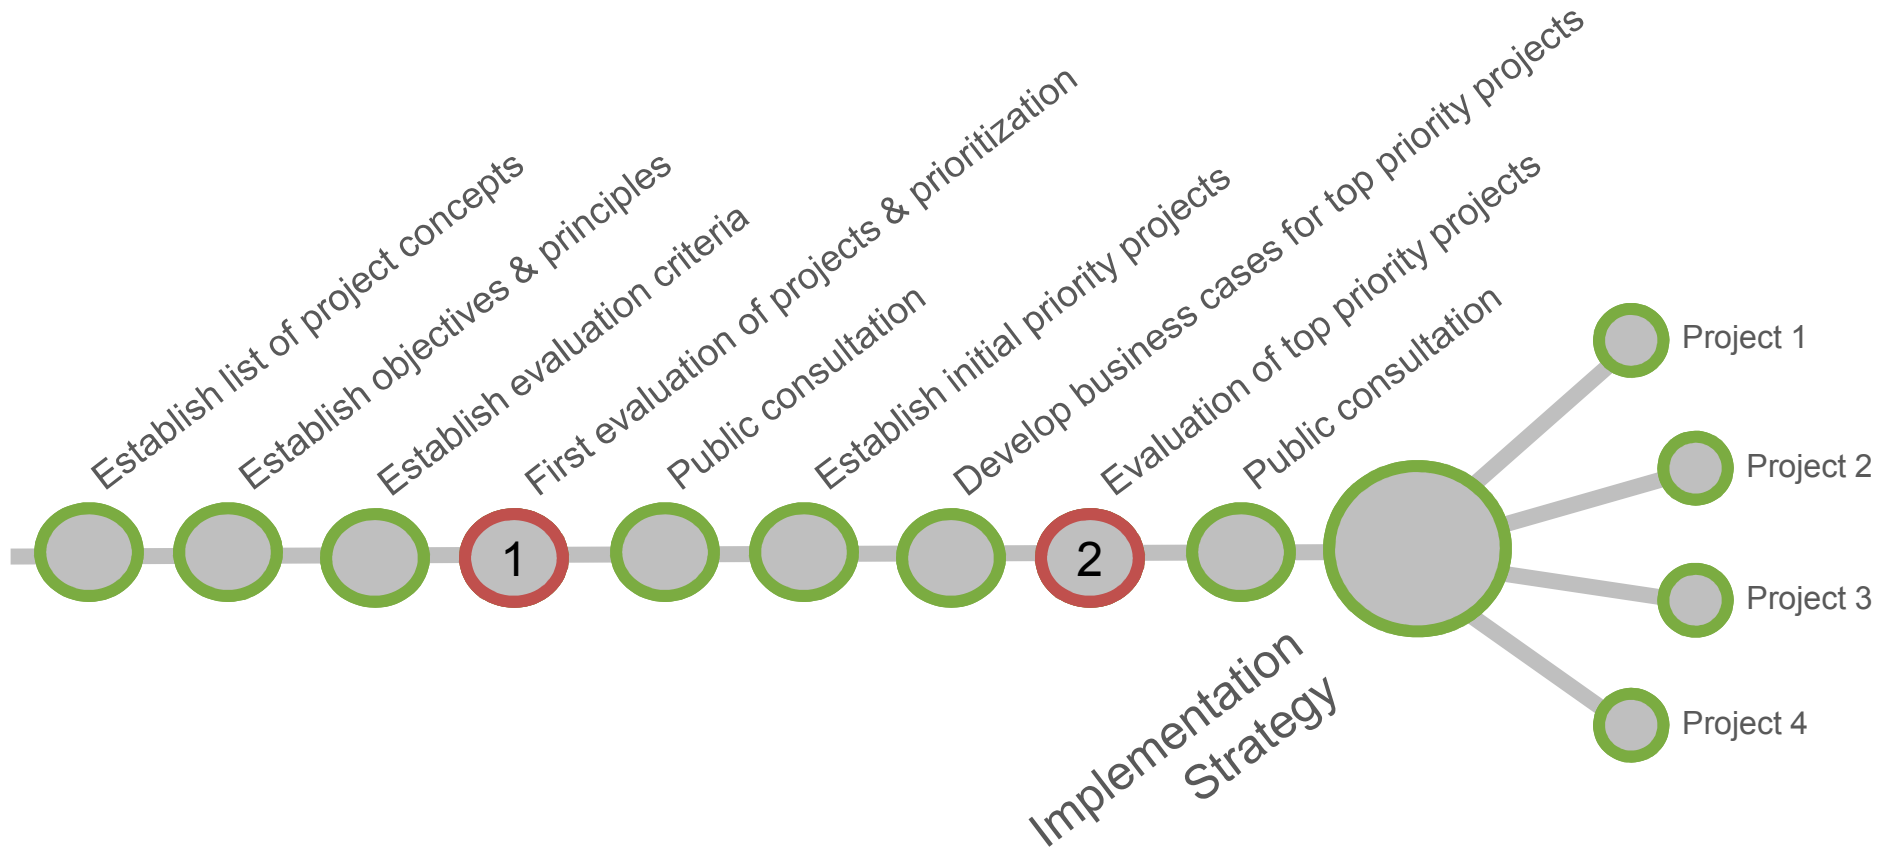 Establish list of project concepts
Establish objectives & principles
Establish evaluation criteria
First evaluation of projects & prioritization
Public consultation
Establish initial priority projects
Develop business cases for top priority projects
Evaluation of top priority projects
Public consultation
1
2
Implementation
Strategy
Project 1
Project 2
Project 3
Project 4